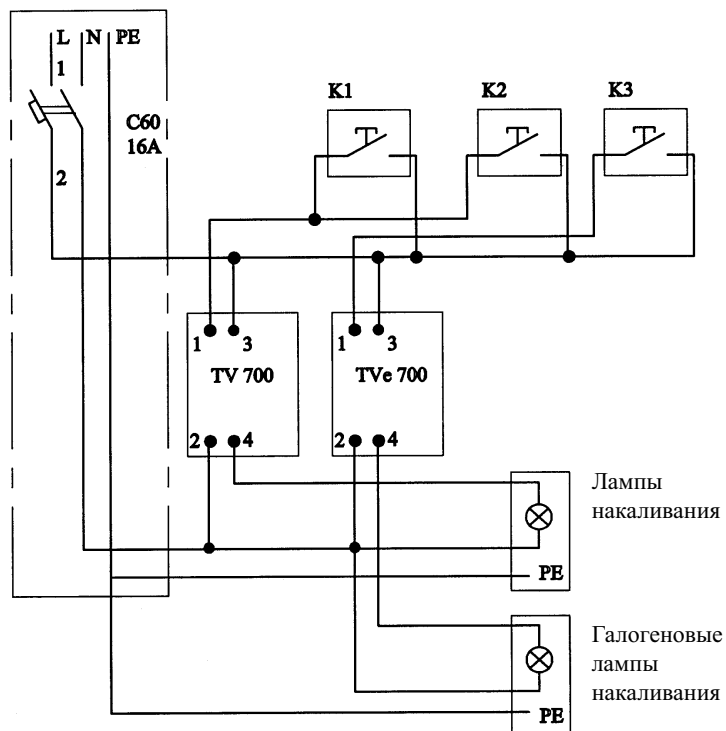 L N PE
1
C60
16A
2
K1
K2
K3
1 3
TV 700
2 4
1 3
TVe 700
2 4
Лампы
накаливания
PE
Галогеновые
лампы
накаливания
PE